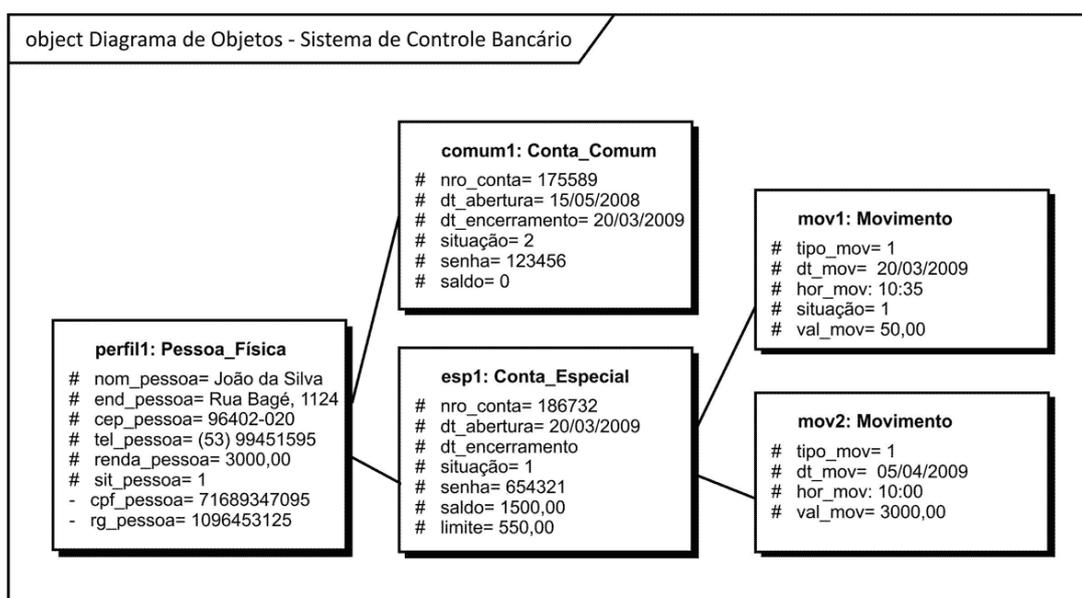 object Diagrama de Objetos - Sistema de Controle Bancário
comum1: Conta_Comum
# nro_conta= 175589
# dt_abertura= 15/05/2008
# dt_encerramento= 20/03/2009
# situação= 2
# senha= 123456
# saldo= 0
mov1: Movimento
# tipo_mov= 1
# dt_mov= 20/03/2009
# hor_mov: 10:35
# situação= 1
# val_mov= 50,00
perfil1: Pessoa_Física
# nom_pessoa= João da Silva
# end_pessoa= Rua Bagé, 1124
# cep_pessoa= 96402-020
# tel_pessoa= (53) 99451595
# renda_pessoa= 3000,00
# sit_pessoa= 1
- cpf_pessoa= 71689347095
- rg_pessoa= 1096453125
esp1: Conta_Especial
# nro_conta= 186732
# dt_abertura= 20/03/2009
# dt_encerramento
# situação= 1
# senha= 654321
# saldo= 1500,00
# limite= 550,00
mov2: Movimento
# tipo_mov= 1
# dt_mov= 05/04/2009
# hor_mov: 10:00
# val_mov= 3000,00